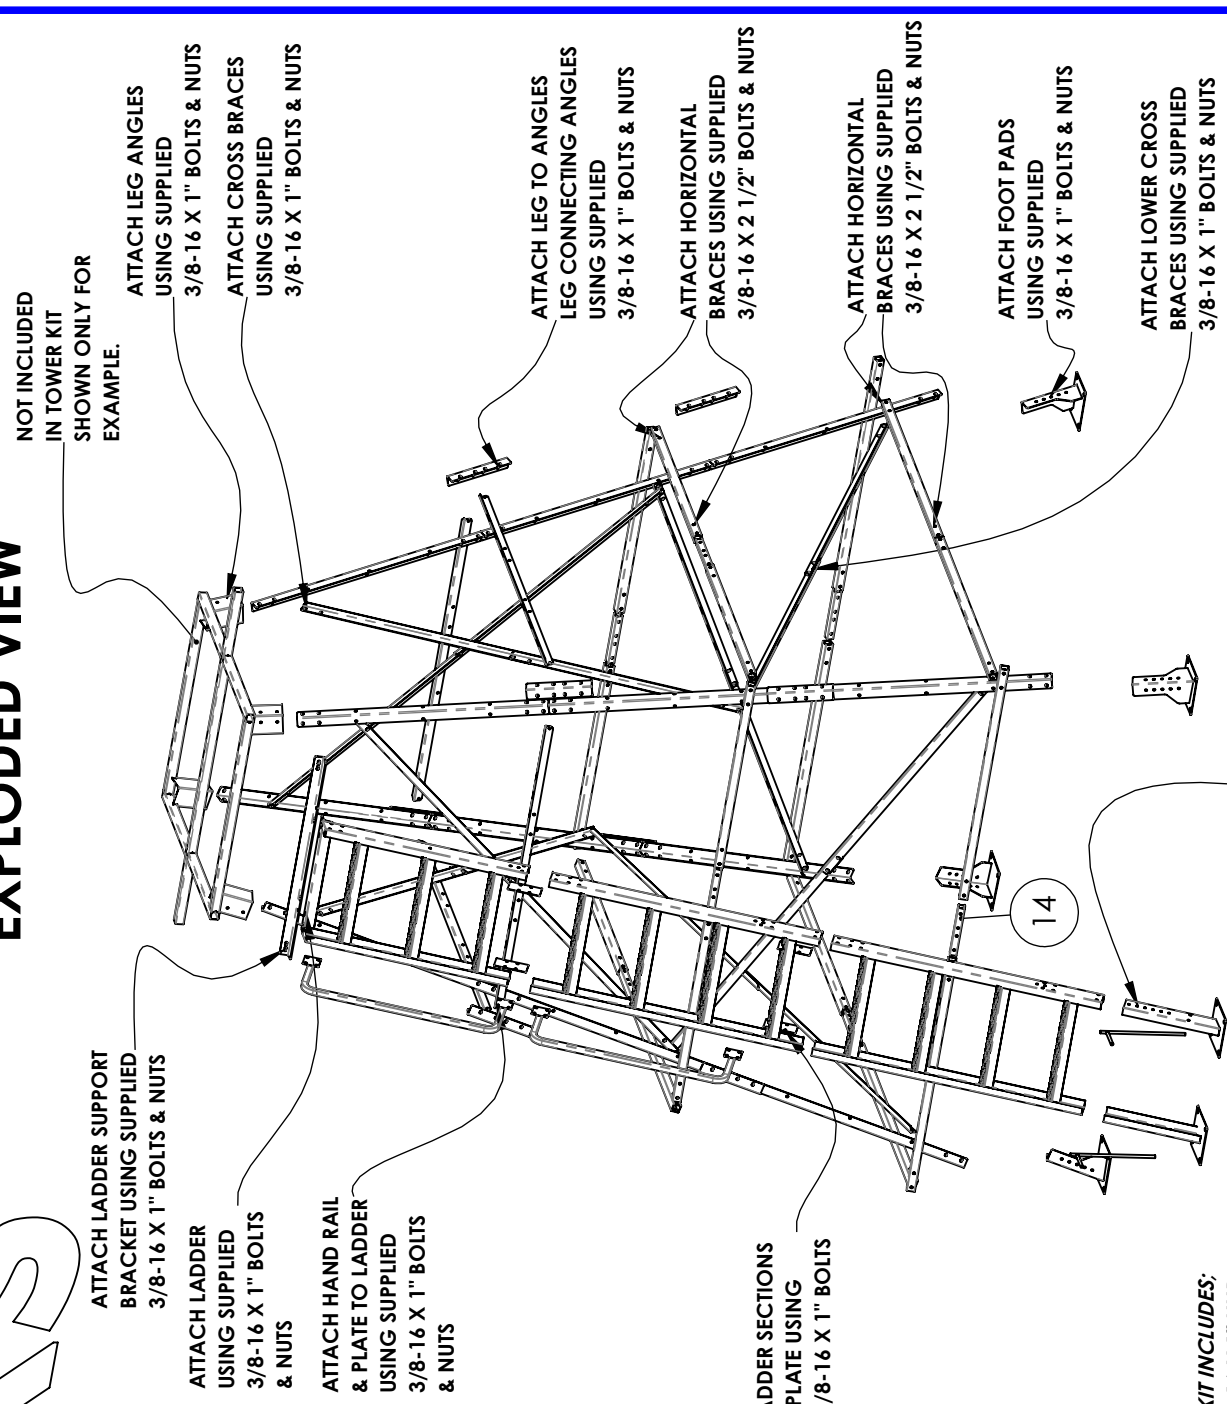 EXPLODED VIEW
NOT INCLUDED
IN TOWER KIT
SHOWN ONLY FOR
EXAMPLE.
ATTACH LEG ANGLES
USING SUPPLIED
3/8-16 X 1" BOLTS & NUTS
ATTACH CROSS BRACES
USING SUPPLIED
3/8-16 X 1" BOLTS & NUTS
ATTACH LEG TO ANGLES
LEG CONNECTING ANGLES
USING SUPPLIED
3/8-16 X 1" BOLTS & NUTS
ATTACH HORIZONTAL
BRACES USING SUPPLIED
3/8-16 X 2 1/2" BOLTS & NUTS
ATTACH HORIZONTAL
BRACES USING SUPPLIED
3/8-16 X 2 1/2" BOLTS & NUTS
ATTACH FOOT PADS
USING SUPPLIED
3/8-16 X 1" BOLTS & NUTS
ATTACH LOWER CROSS
BRACES USING SUPPLIED
3/8-16 X 1" BOLTS & NUTS
ATTACH LADDER SUPPORT
BRACKET USING SUPPLIED
3/8-16 X 1" BOLTS & NUTS
ATTACH LADDER
USING SUPPLIED
3/8-16 X 1" BOLTS
& NUTS
ATTACH HAND RAIL
& PLATE TO LADDER
USING SUPPLIED
3/8-16 X 1" BOLTS
& NUTS
ADDER SECTIONS
PLATE USING
/8-16 X 1" BOLTS
14
KIT INCLUDES;